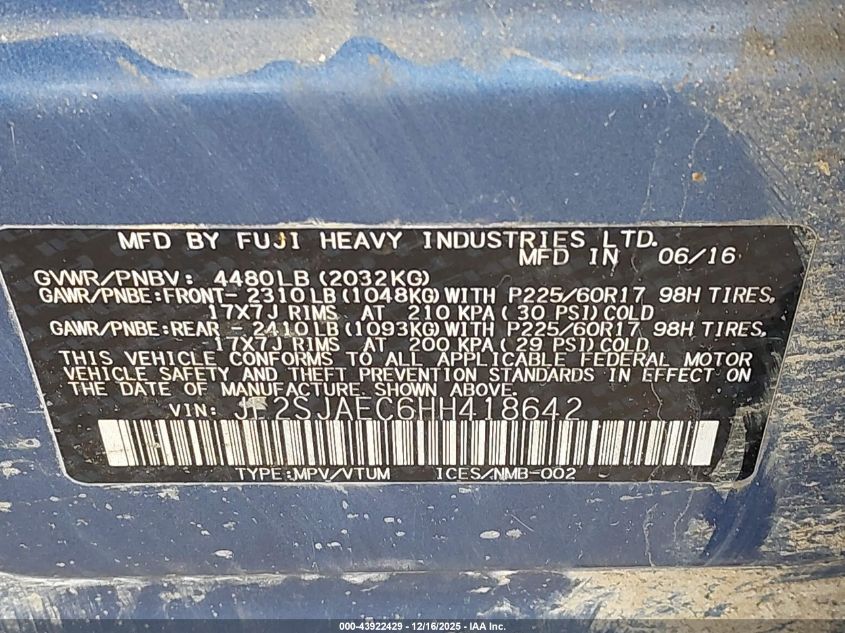 MFD BY FUJI HEAVY INDUSTRIES LTD.
MFD IN 06/16
GVWR/PNBV: 4480LB (2032KG)
GAWR/PNBE:FRONT- 2310LB(1048KG)WITH P225/60R17 98H TIRES,
17X7J RIMS AT 210 KPA(30 PSI)COLD
GAWR/PNBE:REAR -2410LB(1093KG)WITH P225/60R17 98H TIRES,
17X7J RIMS AT 200 KPA(29 PSI)COLD
THIS VEHICLE CONFORMS TO ALL APPLICABLE FEDERAL MOTOR
VEHICLE SAFETY AND THEFT PREVENTION STANDARDS IN EFFECT ON
THE DATE OF MANUFACTURE SHOWN ABOVE.
VIN: JF2SJAEC6HH418642
TYPE:MPV/VTUM ICES/NMB-002
000-43922429 - 12/16/2025 - IAA Inc.